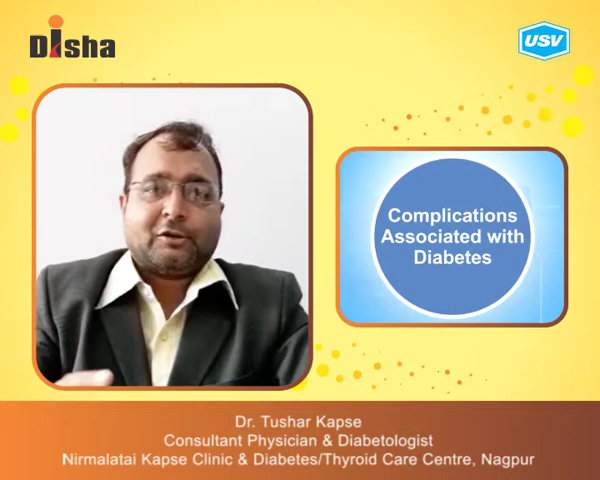 Disha
USV
Complications
Associated with
Diabetes
Dr. Tushar Kapse
Consultant Physician & Diabetologist
Nirmalatai Kapse Clinic & Diabetes/Thyroid Care Centre, Nagpur